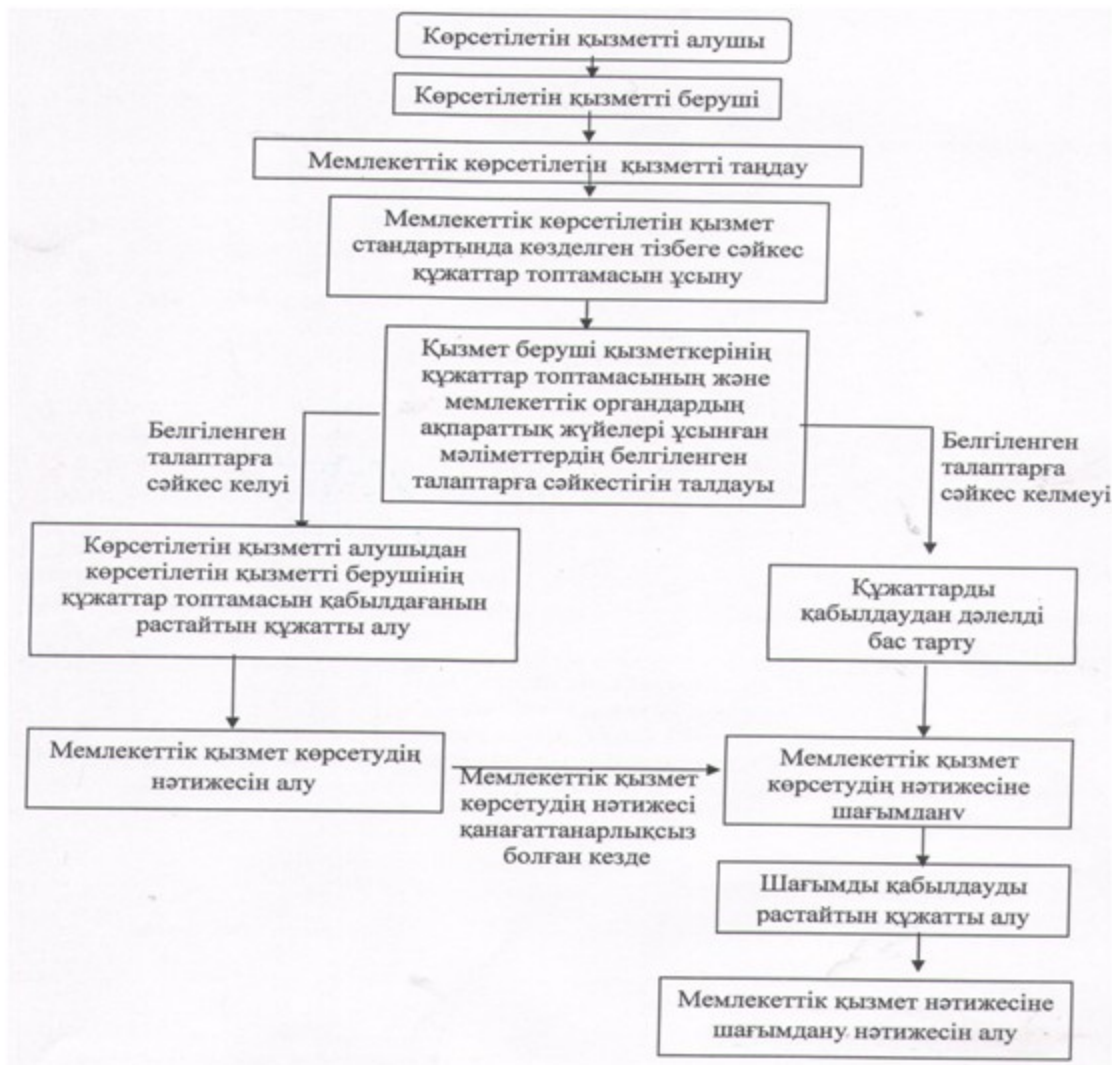 Көрсетілетін қызметті алушы
Көрсетілетін қызметті беруші
Мемлекеттік көрсетілетін қызметті таңдау
Мемлекеттік көрсетілетін қызмет
стандартында көзделген тізбеге сәйкес
құжаттар топтамасын ұсыну
Қызмет беруші қызметкерінің
құжаттар топтамасының және
мемлекеттік органдардың
ақпараттық жүйелері ұсынған
мәліметтердің белгіленген
талаптарға сәйкестігін талдауы
Белгіленген
талаптарға
сәйкес келуі
Белгіленген
талаптарға
сәйкес келмеуі
Көрсетілетін қызметті алушыдан
көрсетілетін қызметті берушінің
құжаттар топтамасын қабылдағанын
растайтын құжатты алу
Құжаттарды
қабылдаудан дәлелді
бас тарту
Мемлекеттік қызмет көрсетудің
нәтижесін алу
Мемлекеттік қызмет
көрсетудің нәтижесі
қанағаттанарлықсыз
болған кезде
Мемлекеттік қызмет
көрсетудің нәтижесіне
шағымдану
Шағымды қабылдауды
растайтын құжатты алу
Мемлекеттік қызмет нәтижесіне
шағымдану нәтижесін алу